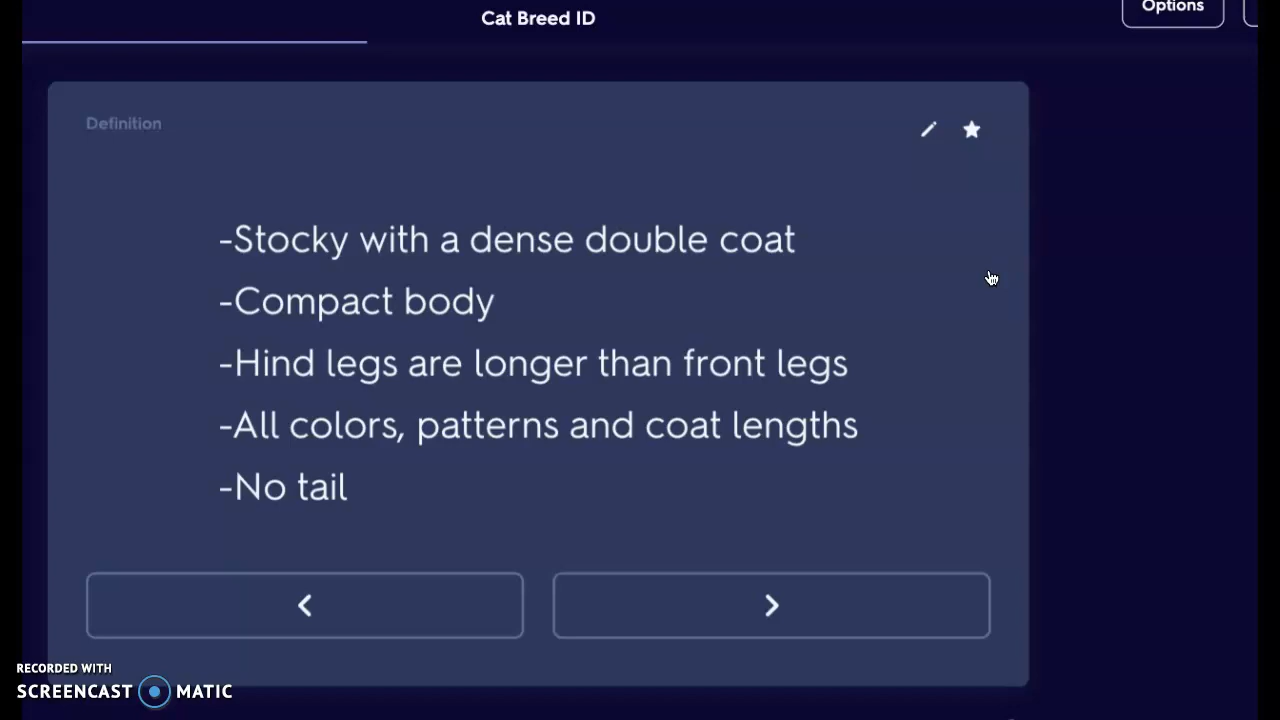 Cat Breed ID
Options
Definition
-Stocky with a dense double coat
-Compact body
-Hind legs are longer than front legs
-All colors, patterns and coat lengths
-No tail
RECORDED WITH
SCREENCAST MATIC